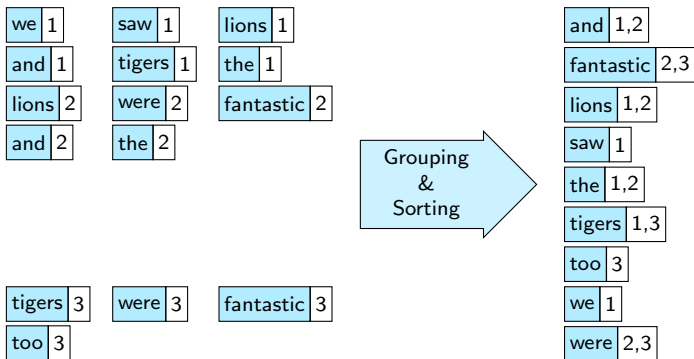 we 1 saw 1 lions 1
and 1 tigers 1 the 1
lions 2 were 2 fantastic 2
and 2 the 2
tigers 3 were 3 fantastic 3
too 3
Grouping
&
Sorting
and 1,2
fantastic 2,3
lions 1,2
saw 1
the 1,2
tigers 1,3
too 3
we 1
were 2,3